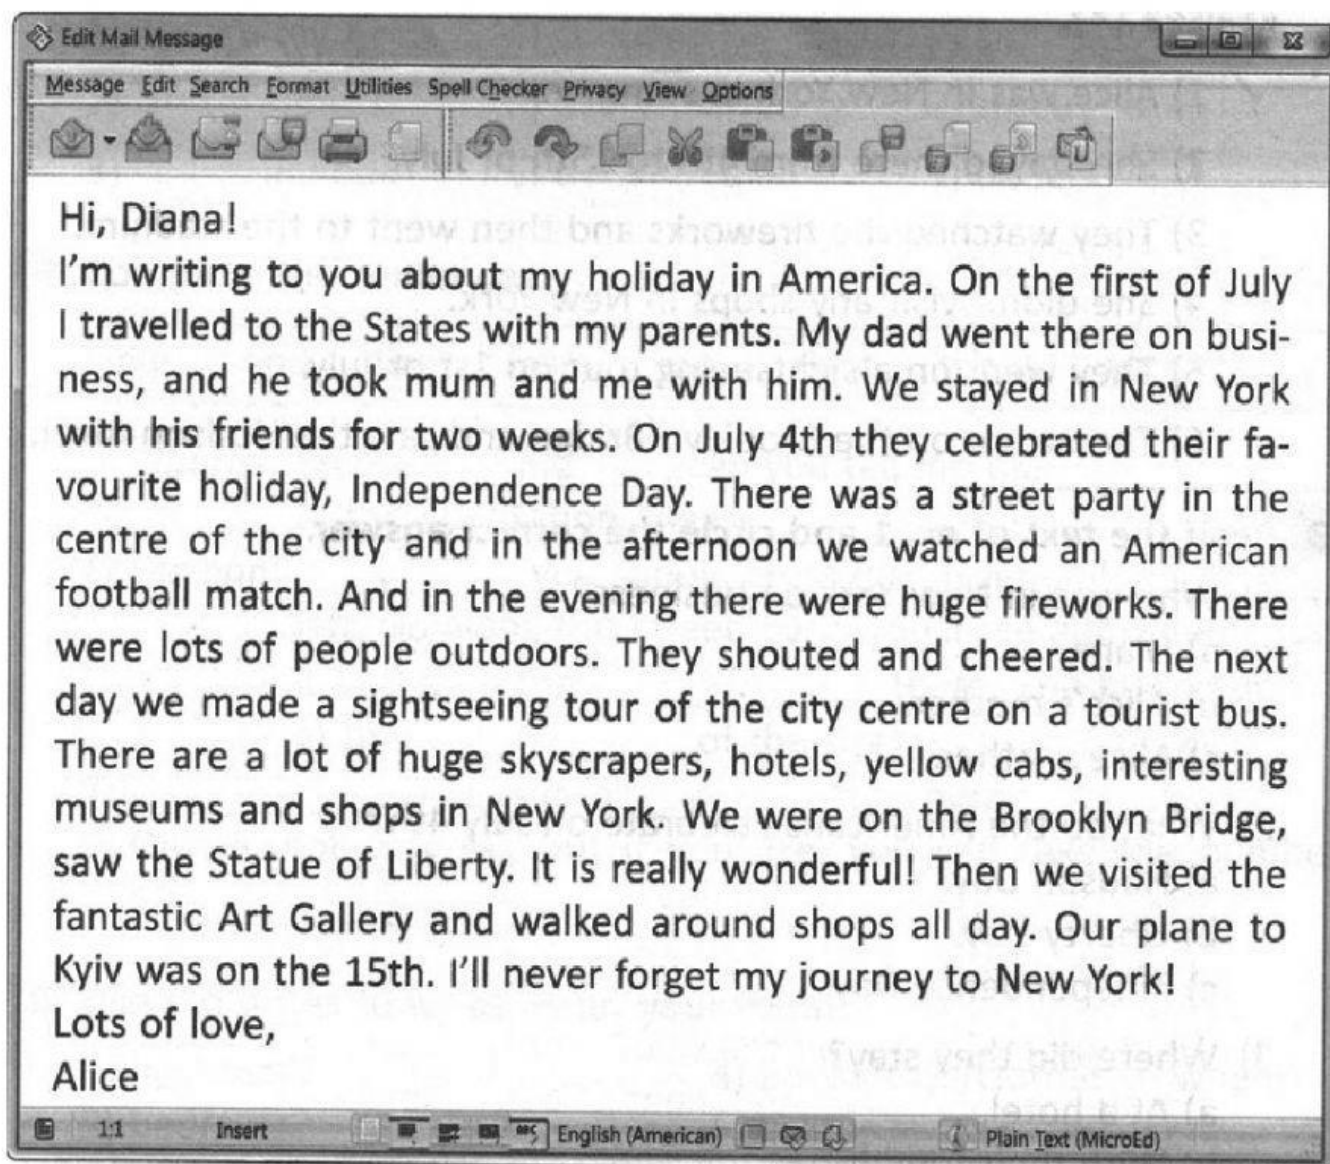 Edit Mail Message
Message Edit Search Format Utilities Spell Checker Privacy View Options
Hi, Diana!
I'm writing to you about my holiday in America. On the first of July
I travelled to the States with my parents. My dad went there on busi-
ness, and he took mum and me with him. We stayed in New York
with his friends for two weeks. On July 4th they celebrated their fa-
vourite holiday, Independence Day. There was a street party in the
centre of the city and in the afternoon we watched an American
football match. And in the evening there were huge fireworks. There
were lots of people outdoors. They shouted and cheered. The next
day we made a sightseeing tour of the city centre on a tourist bus.
There are a lot of huge skyscrapers, hotels, yellow cabs, interesting
museums and shops in New York. We were on the Brooklyn Bridge,
saw the Statue of Liberty. It is really wonderful! Then we visited the
fantastic Art Gallery and walked around shops all day. Our plane to
Kyiv was on the 15th. I'll never forget my journey to New York!
Lots of love,
Alice
1:1 Insert English (American) Plain Text (MicroEd)